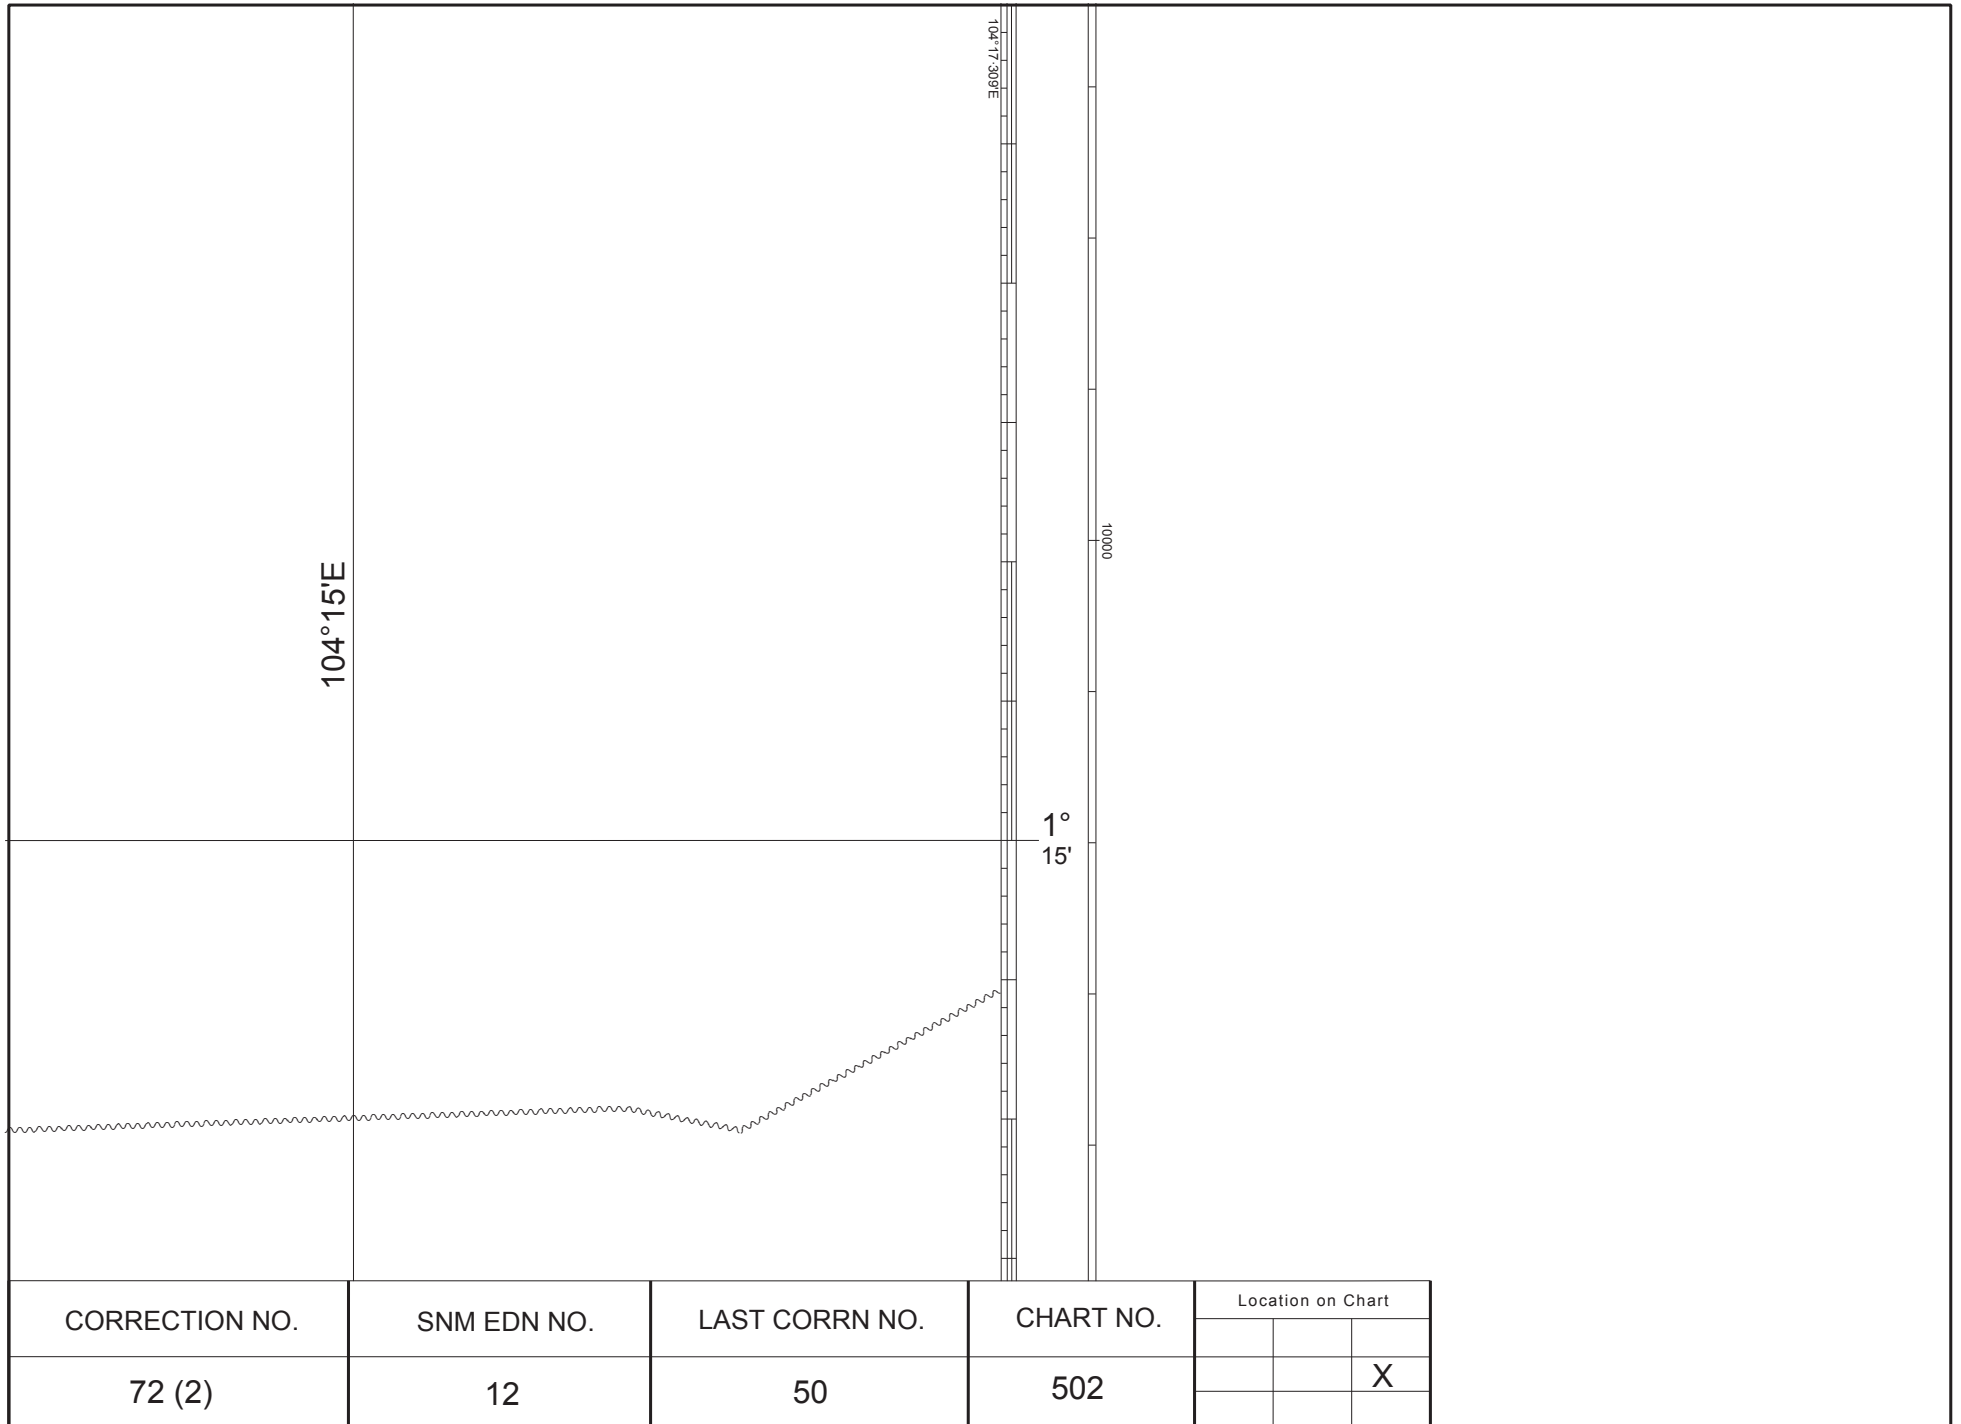 104°17·309'E
10000
104°15'E
1°
15'
CORRECTION NO.
SNM EDN NO.
LAST CORRN NO.
CHART NO.
Location on Chart
72 (2)
12
50
502
X